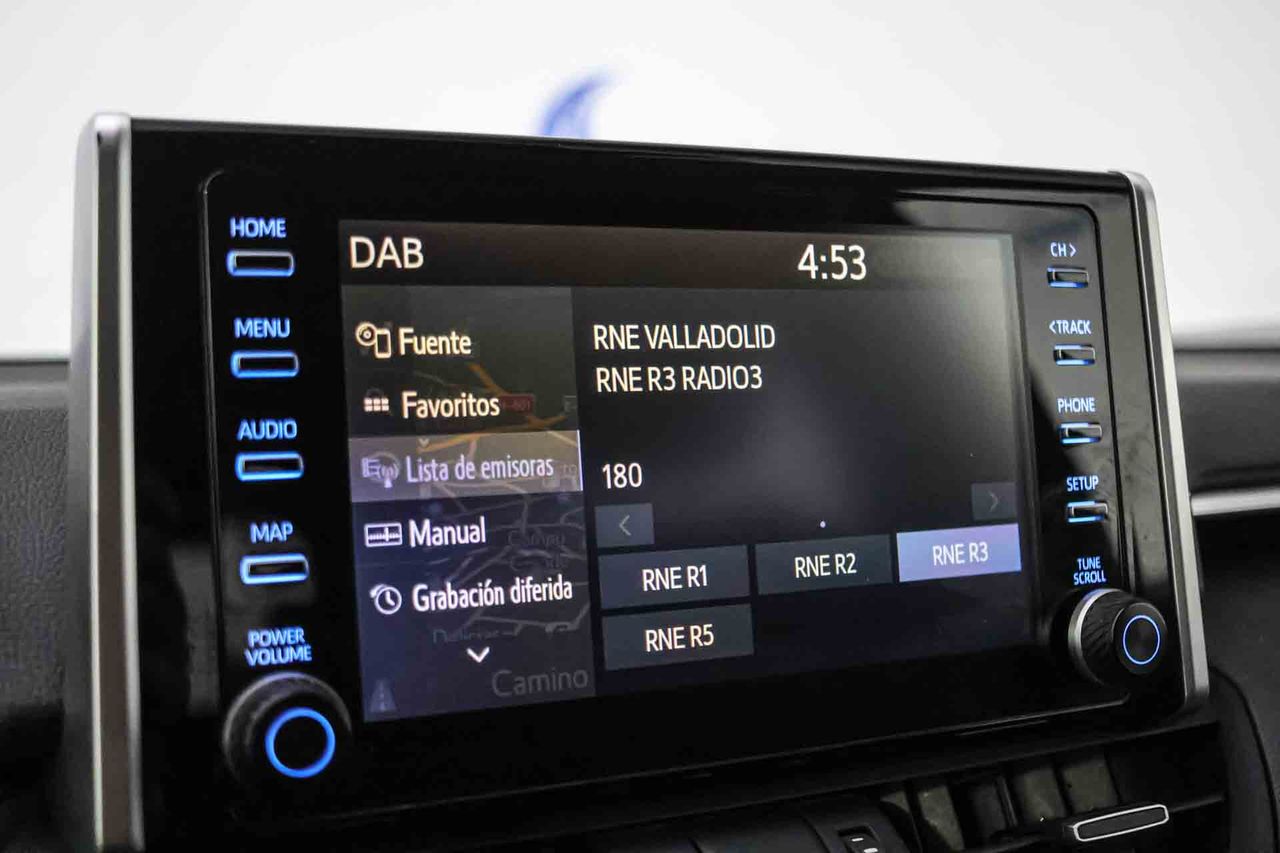 HOME
MENU
AUDIO
MAP
POWER
VOLUME
DAB
4:53
Fuente
Favoritos
Lista de emisoras
Manual
Grabación diferida
Camino
RNE VALLADOLID
RNE R3 RADIO3
180
RNE R1
RNE R2
RNE R3
RNE R5
CH >
< TRACK
PHONE
SETUP
TUNE
SCROLL